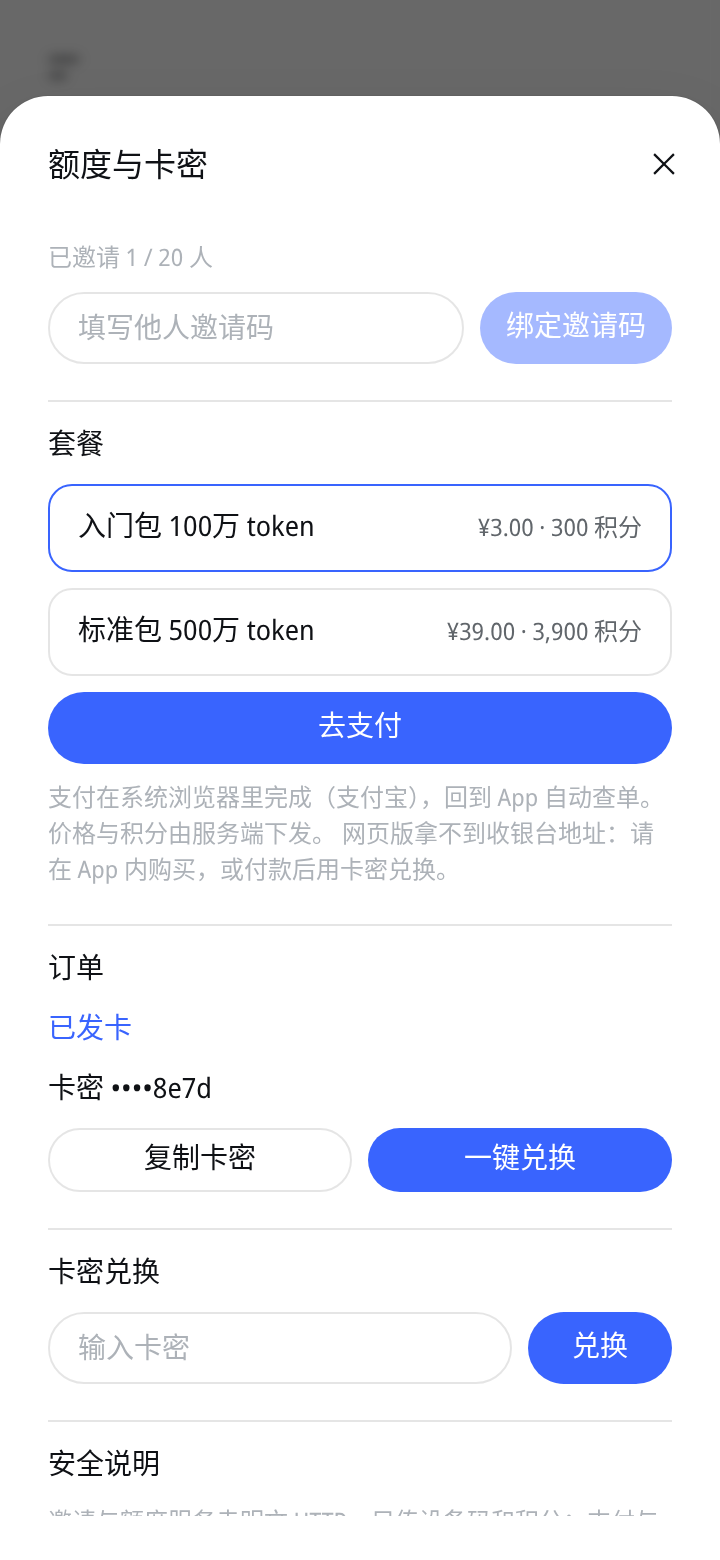 额度与卡密
已邀请 1 / 20 人
填写他人邀请码
绑定邀请码
套餐
入门包 100万 token
¥3.00 · 300 积分
标准包 500万 token
¥39.00 · 3,900 积分
去支付
支付在系统浏览器里完成（支付宝），回到 App 自动查单。
价格与积分由服务端下发。 网页版拿不到收银台地址：请
在 App 内购买，或付款后用卡密兑换。
订单
已发卡
卡密 ••••8e7d
复制卡密
一键兑换
卡密兑换
输入卡密
兑换
安全说明